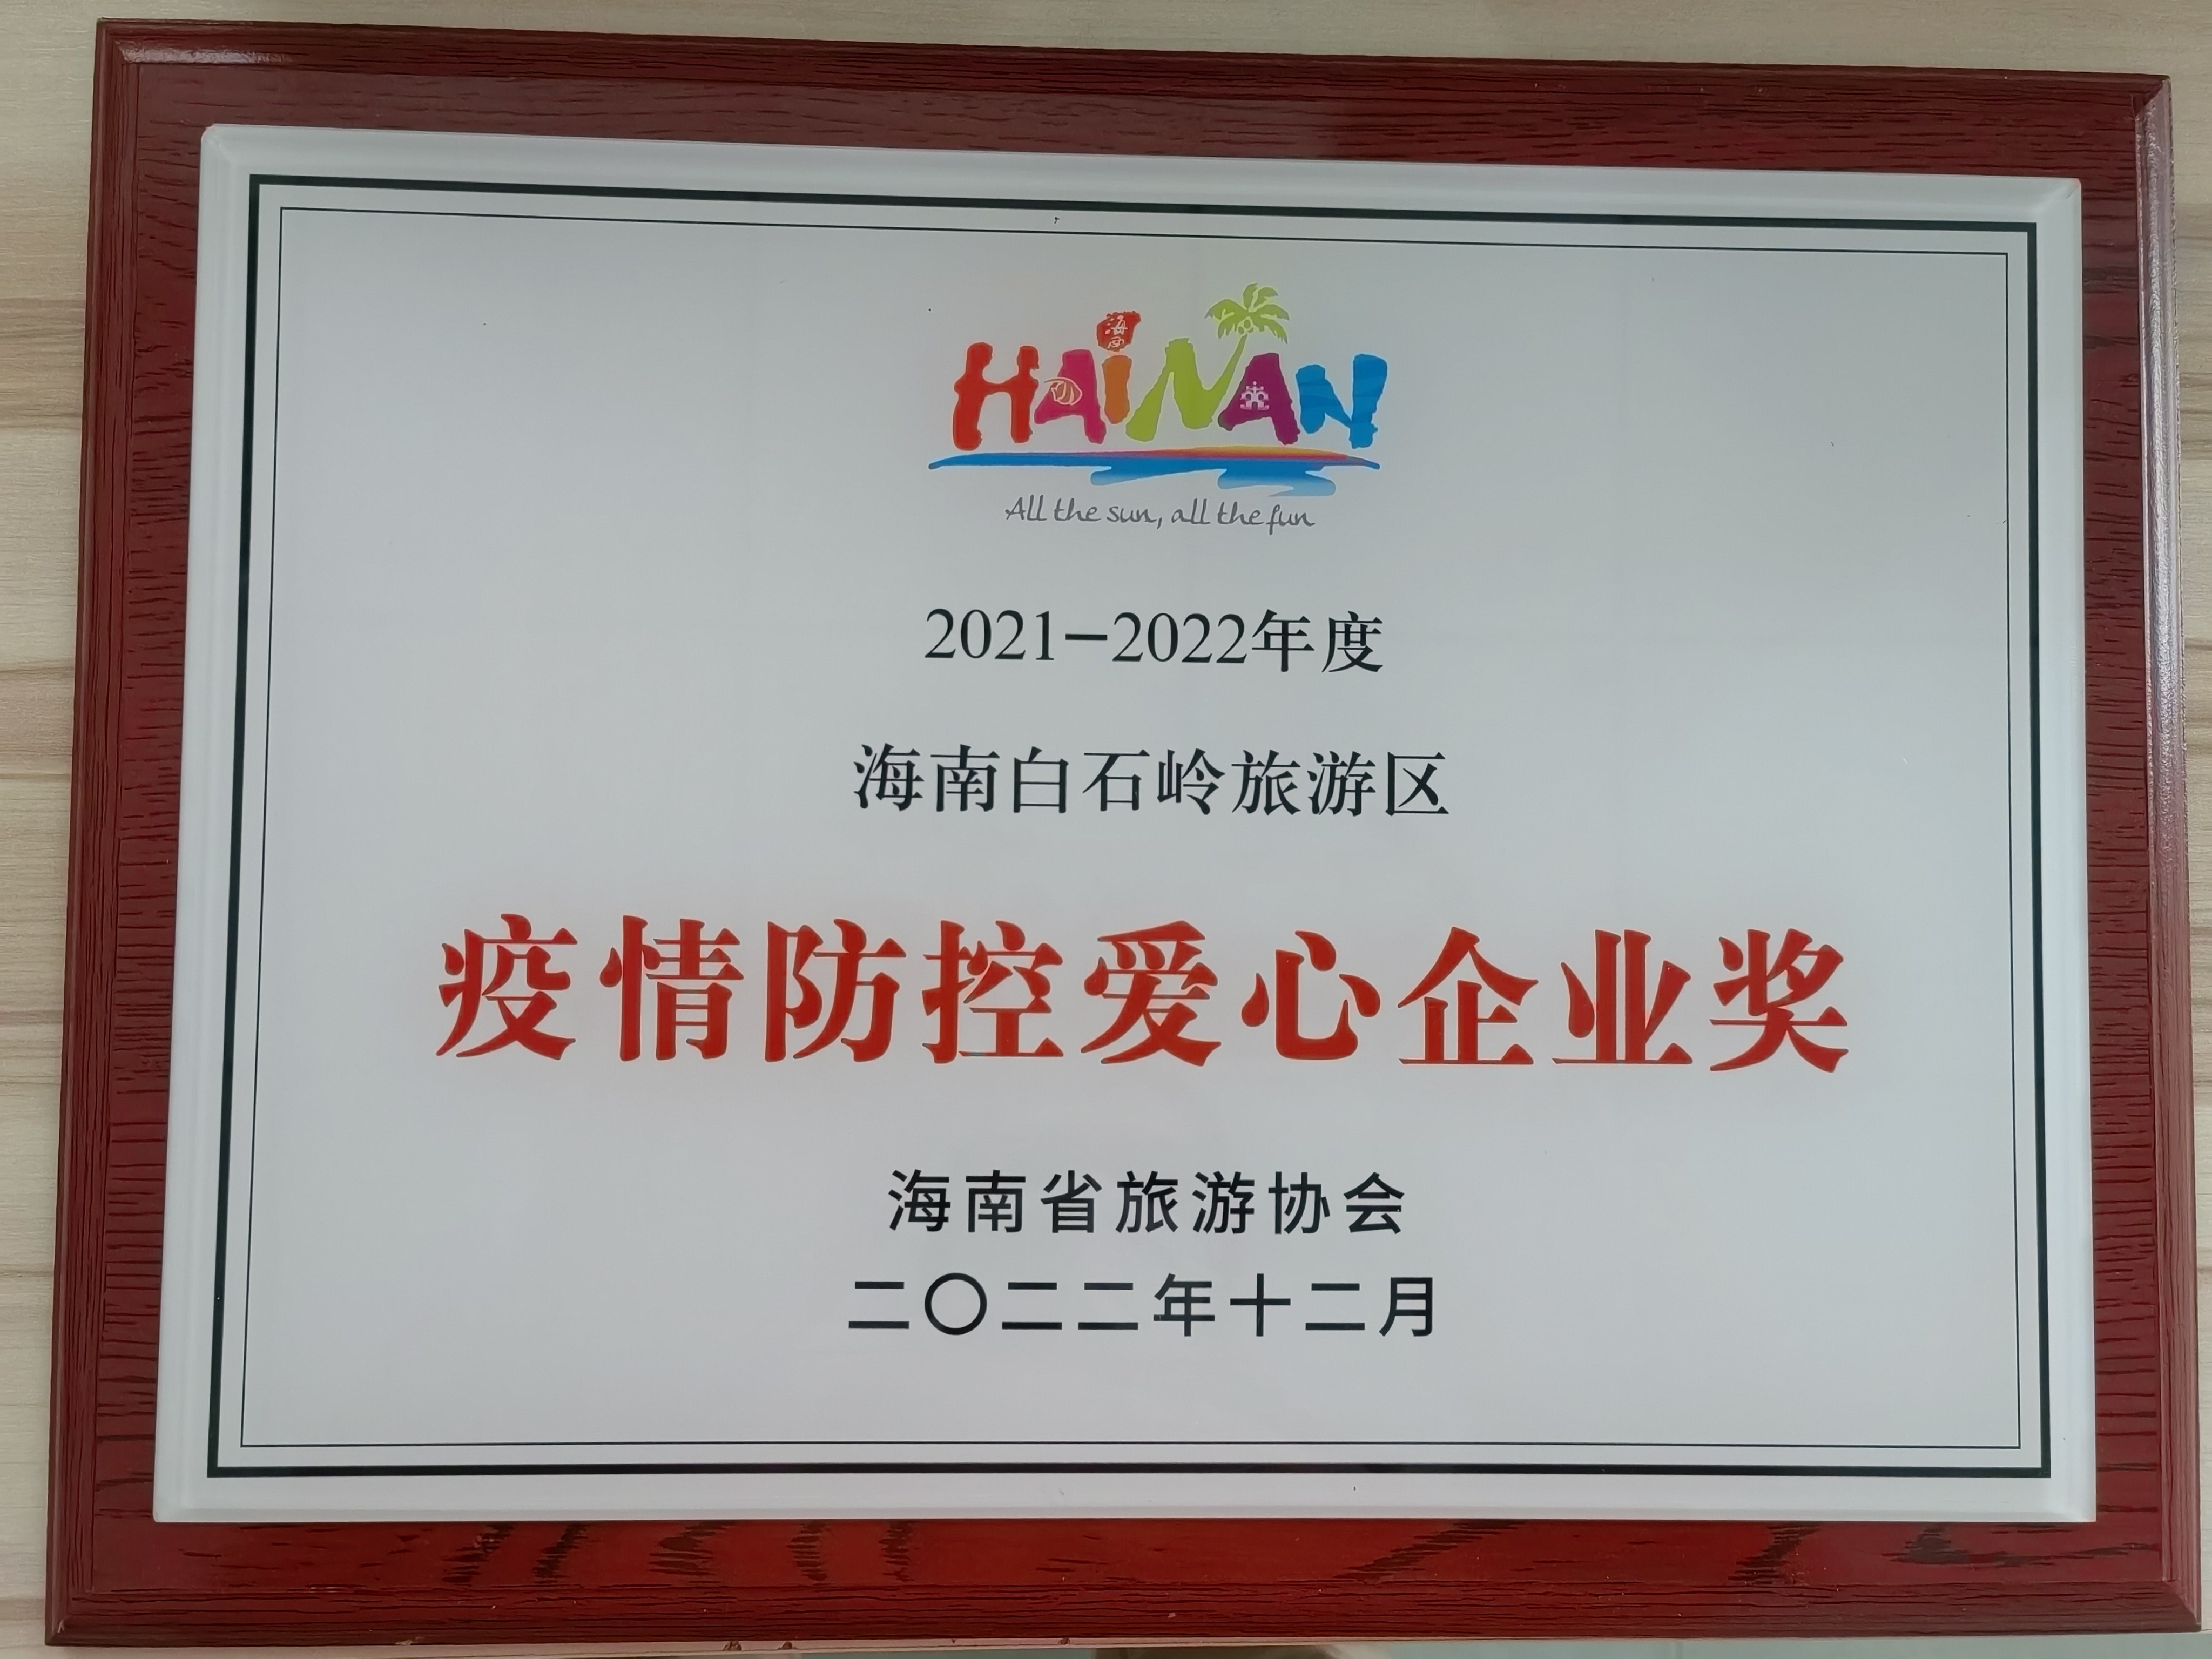 海南
HAiNAN
All the sun, all the fun
2021-2022年度
海南白石岭旅游区
疫情防控爱心企业奖
海南省旅游协会
二〇二二年十二月